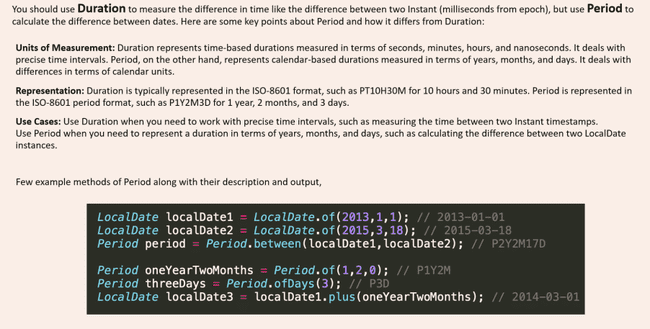 You should use Duration to measure the difference in time like the difference between two Instant (milliseconds from epoch), but use Period to
calculate the difference between dates. Here are some key points about Period and how it differs from Duration:
Units of Measurement: Duration represents time-based durations measured in terms of seconds, minutes, hours, and nanoseconds. It deals with
precise time intervals. Period, on the other hand, represents calendar-based durations measured in terms of years, months, and days. It deals with
differences in terms of calendar units.
Representation: Duration is typically represented in the ISO-8601 format, such as PT10H30M for 10 hours and 30 minutes. Period is represented in
the ISO-8601 period format, such as P1Y2M3D for 1 year, 2 months, and 3 days.
Use Cases: Use Duration when you need to work with precise time intervals, such as measuring the time between two Instant timestamps.
Use Period when you need to represent a duration in terms of years, months, and days, such as calculating the difference between two LocalDate
instances.
Few example methods of Period along with their description and output,
LocalDate localDate1 = LocalDate.of(2013,1,1); // 2013-01-01
LocalDate localDate2 = LocalDate.of(2015,3,18); // 2015-03-18
Period period = Period.between(localDate1,localDate2); // P2Y2M17D
Period oneYearTwoMonths = Period.of(1,2,0); // P1Y2M
Period threeDays = Period.ofDays(3); // P3D
LocalDate localDate3 = localDate1.plus(oneYearTwoMonths); // 2014-03-01